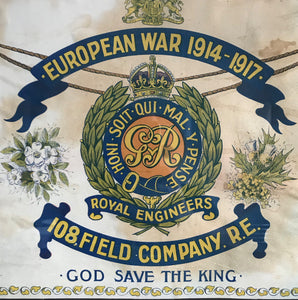 EUROPEAN WAR 1914-1917.
HONI·SOIT·QUI·MAL·Y·PENSE
GR
ROYAL ENGINEERS
108.FIELD.COMPANY.R.E.
·GOD SAVE THE KING·